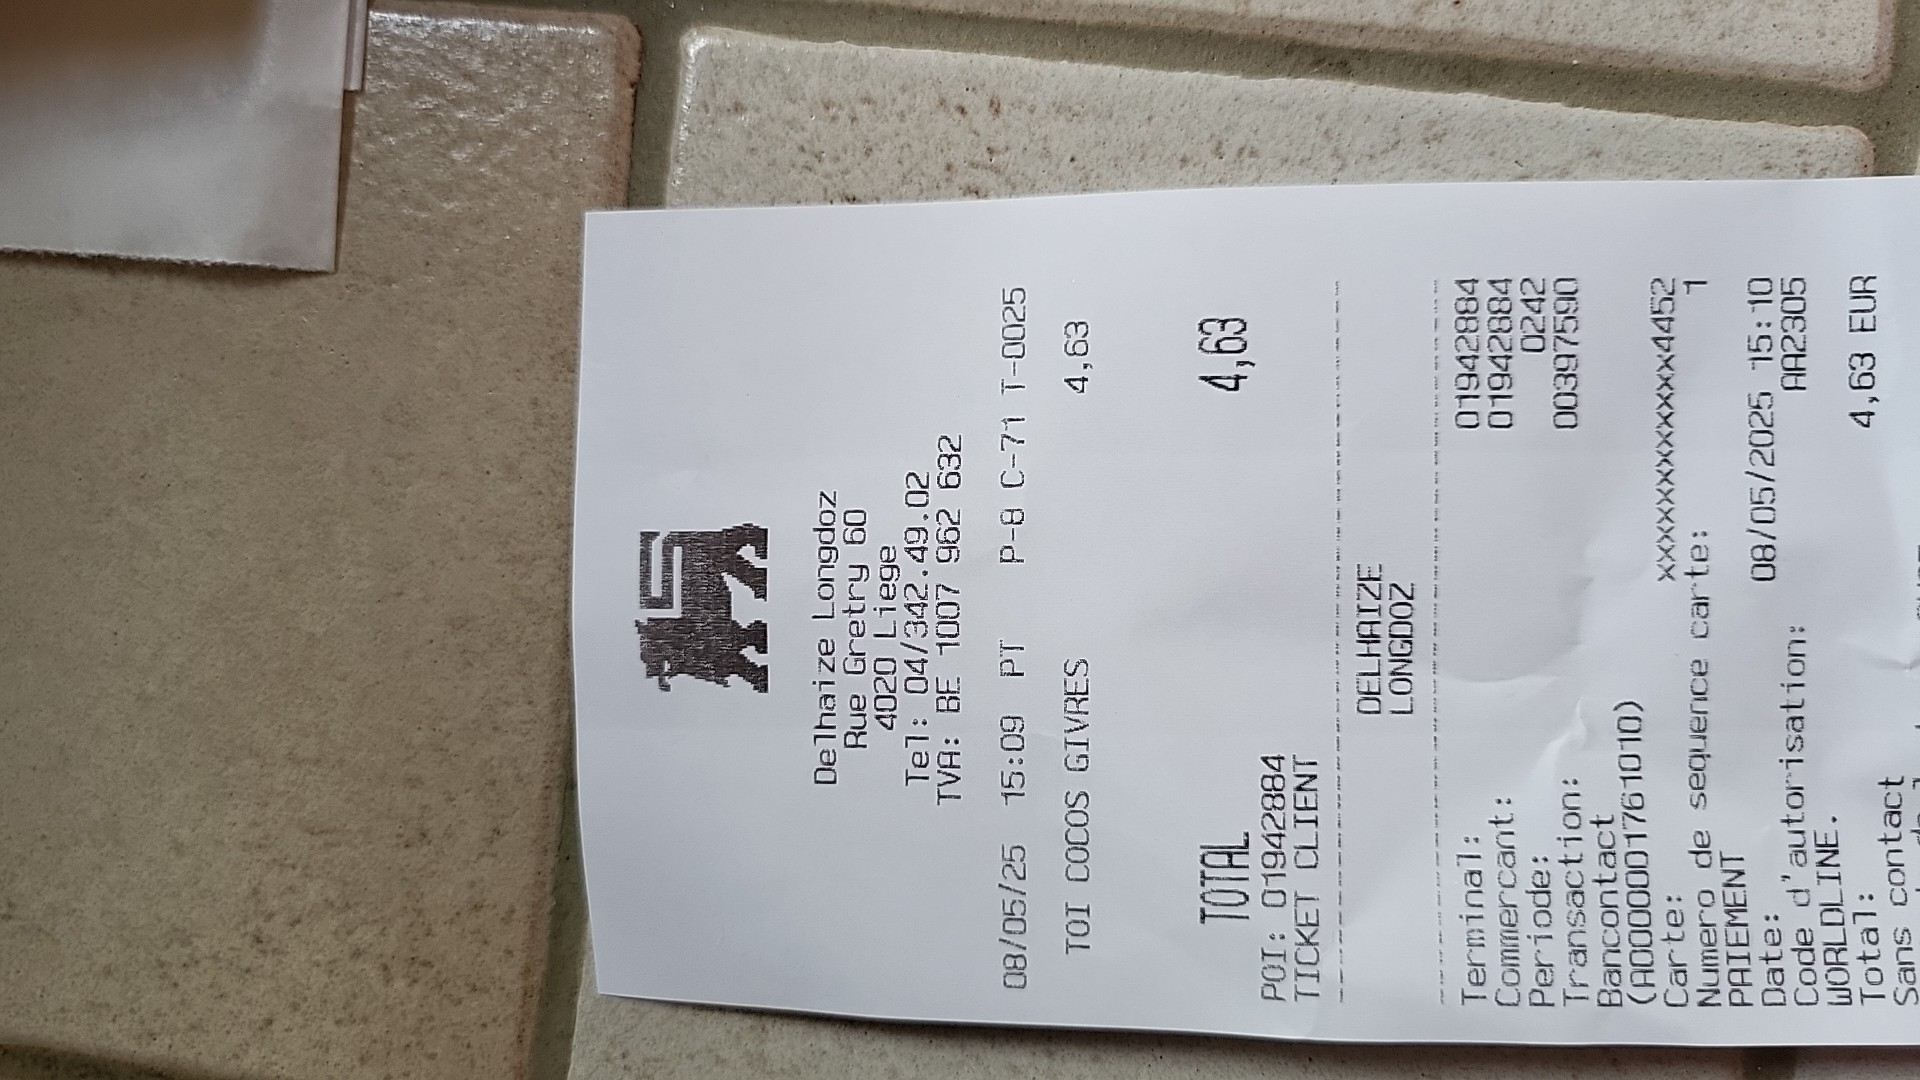 Delhaize Longdoz
Rue Gretry 60
4020 Liege
Tel: 04/342.49.02
TVA: BE 1007 962 632
08/05/25 15:09 PT P-8 C-71 T-0025
TOI COCOS GIVRES 4,63
TOTAL 4,63
POI: 01942884
TICKET CLIENT
DELHAIZE
LONGDOZ
Terminal: 01942884
Commercant: 01942884
Periode: 0242
Transaction: 00397590
Bancontact
(A0000001761010)
Carte: xxxxxxxxxxxxx4452
Numero de sequence carte: 1
PAIEMENT
Date: 08/05/2025 15:10
Code d'autorisation: AA2305
WORLDLINE.
Total: 4,63 EUR
Sans contact